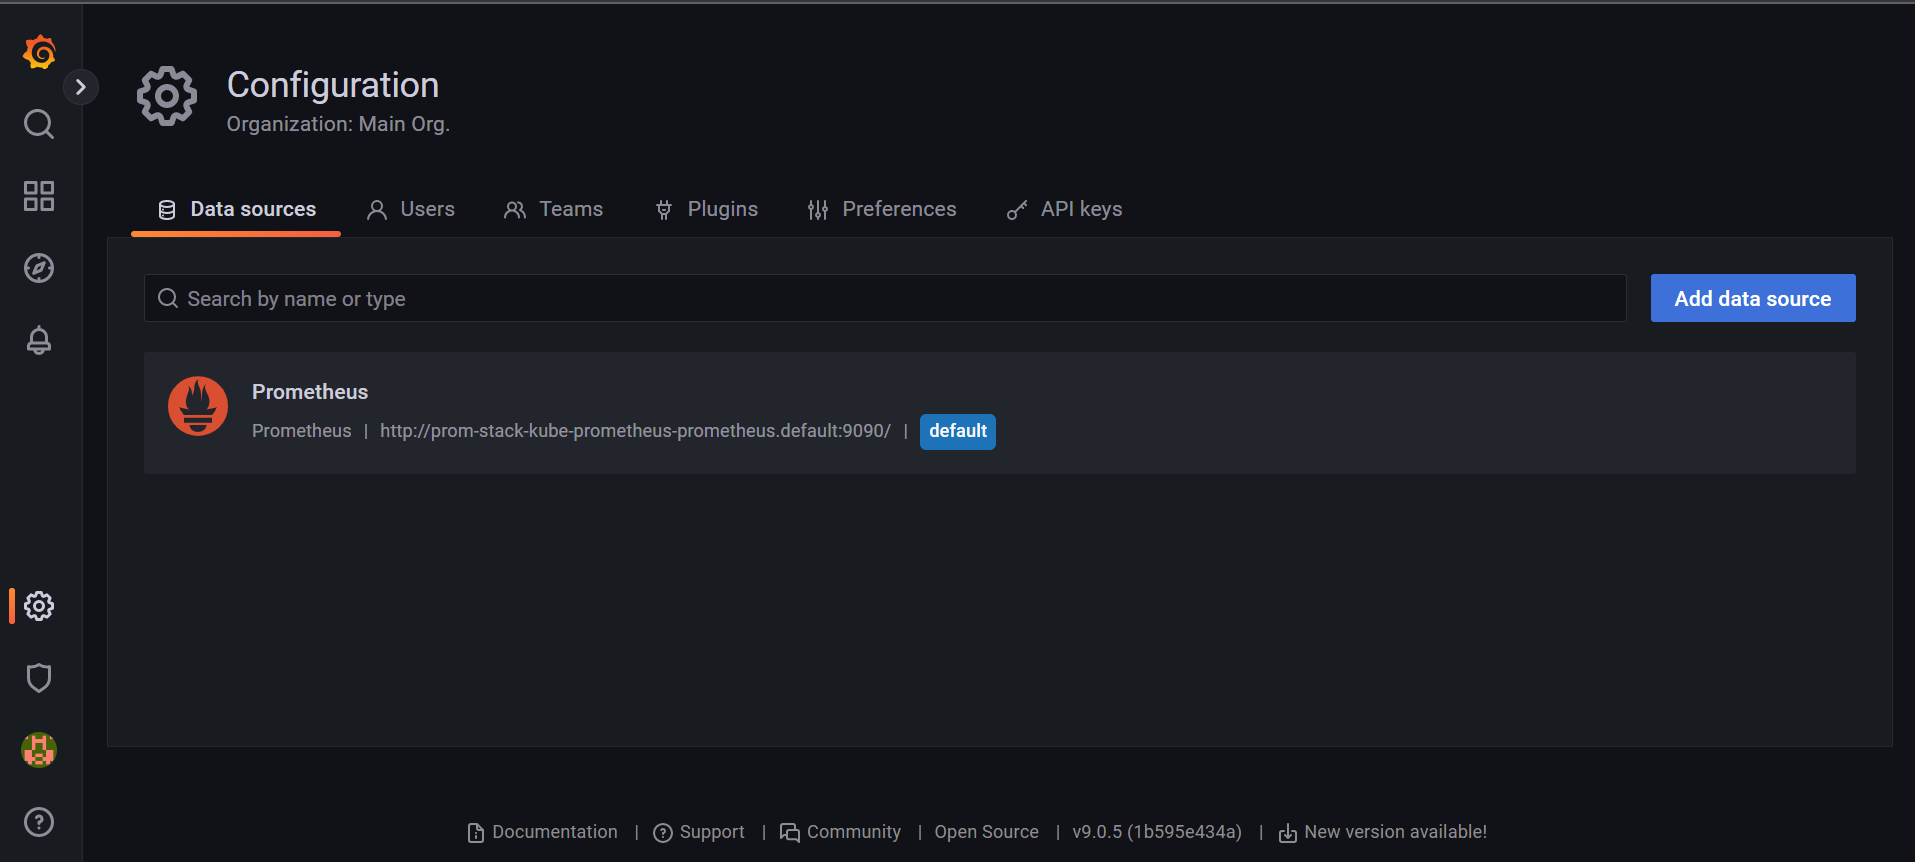 Configuration
Organization: Main Org.
Data sources
Users
Teams
Plugins
Preferences
API keys
Search by name or type
Add data source
Prometheus
Prometheus | http://prom-stack-kube-prometheus-prometheus.default:9090/ | default
Documentation | Support | Community | Open Source | v9.0.5 (1b595e434a) | New version available!